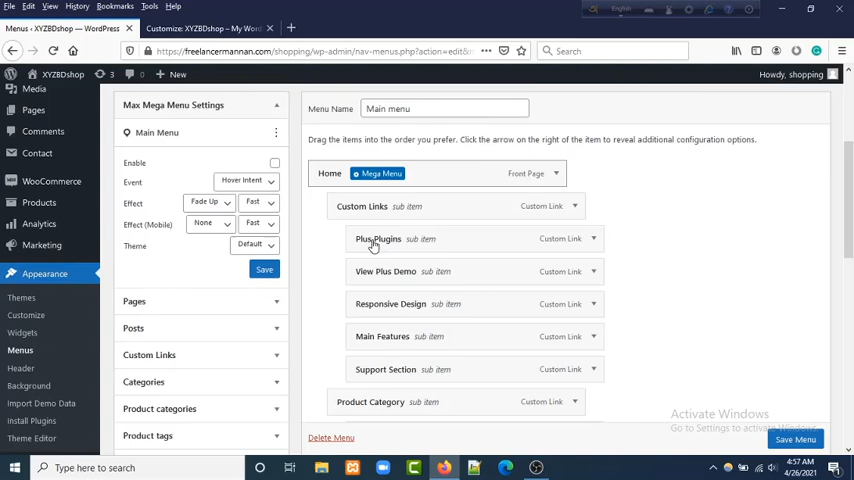 File Edit View History Bookmarks Tools Help
English
Menus ‹ XYZBDshop — WordPress
Customize: XYZBDshop – My Wor
https://freelancermannan.com/shopping/wp-admin/nav-menus.php?action=edit&
Search
XYZBDshop 3 0 New
Howdy, shopping
Media
Pages
Comments
Contact
WooCommerce
Products
Analytics
Marketing
Appearance
Themes
Customize
Widgets
Menus
Header
Background
Import Demo Data
Install Plugins
Theme Editor
Max Mega Menu Settings
Main Menu
Enable
Event Hover Intent
Effect Fade Up Fast
Effect (Mobile) None Fast
Theme Default
Save
Pages
Posts
Custom Links
Categories
Product categories
Product tags
Menu Name Main menu
Drag the items into the order you prefer. Click the arrow on the right of the item to reveal additional configuration options.
Home Mega Menu Front Page
Custom Links sub item Custom Link
Plus Plugins sub item Custom Link
View Plus Demo sub item Custom Link
Responsive Design sub item Custom Link
Main Features sub item Custom Link
Support Section sub item Custom Link
Product Category sub item Custom Link
Delete Menu
Save Menu
Activate Windows
Go to Settings to activate Windows.
Type here to search
4:57 AM
4/26/2021